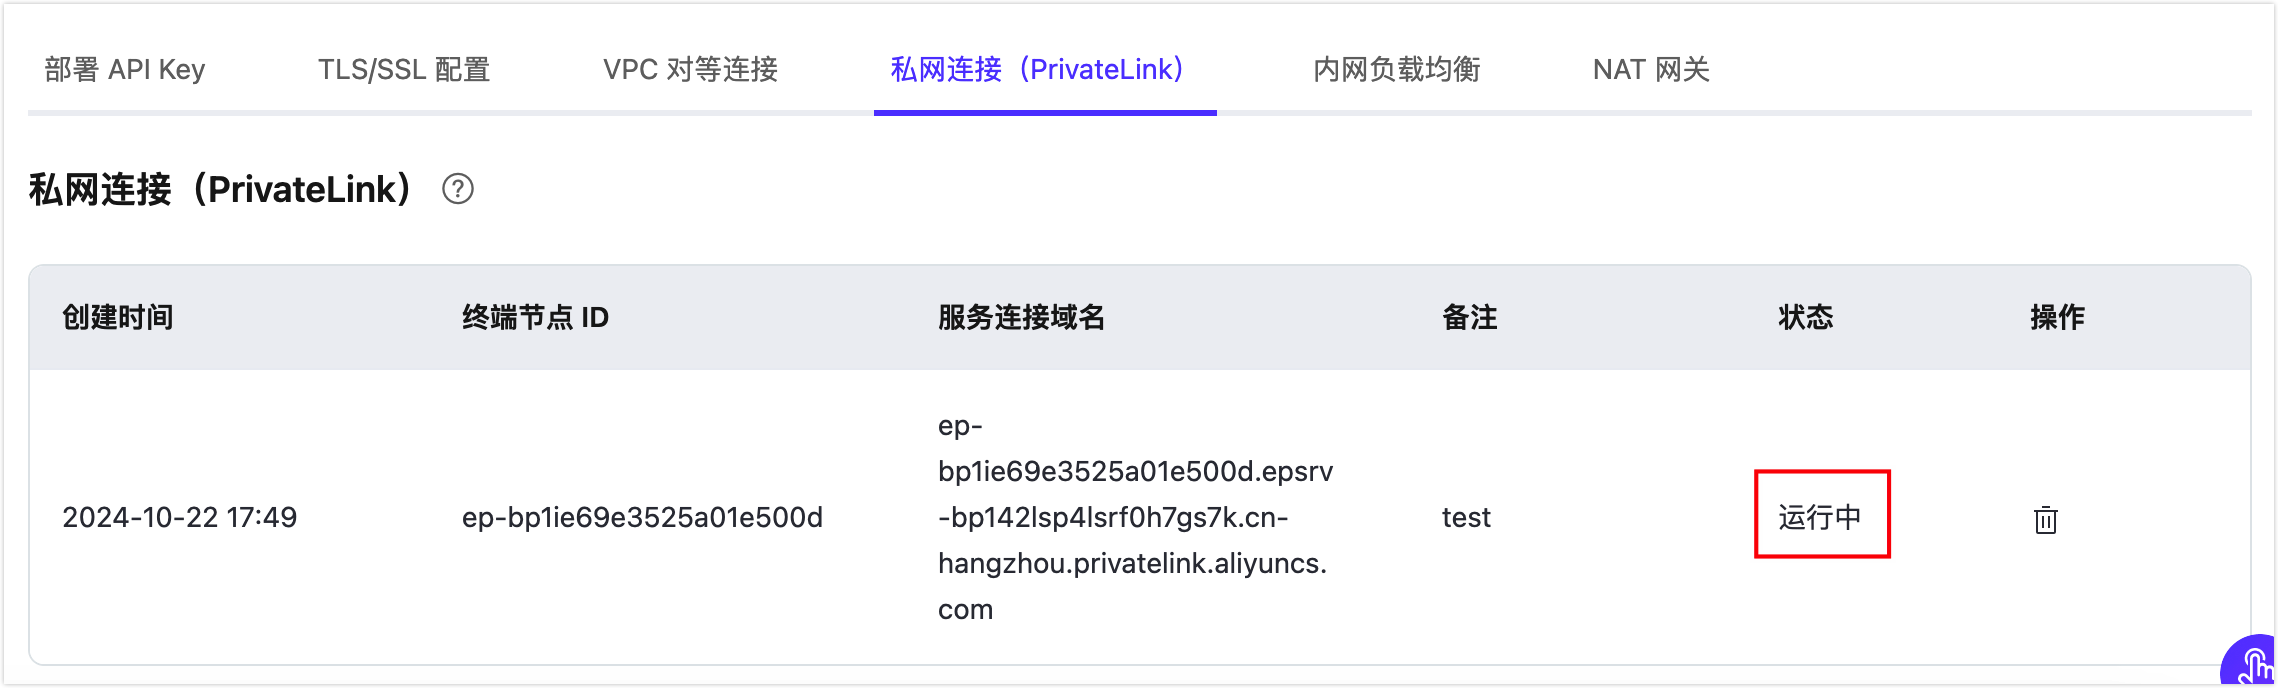 部署 API Key
TLS/SSL 配置
VPC 对等连接
私网连接（PrivateLink）
内网负载均衡
NAT 网关
私网连接（PrivateLink） ?
创建时间
终端节点 ID
服务连接域名
备注
状态
操作
2024-10-22 17:49
ep-bp1ie69e3525a01e500d
ep-
bp1ie69e3525a01e500d.epsrv
-bp142lsp4lsrf0h7gs7k.cn-
hangzhou.privatelink.aliyuncs.
com
test
运行中